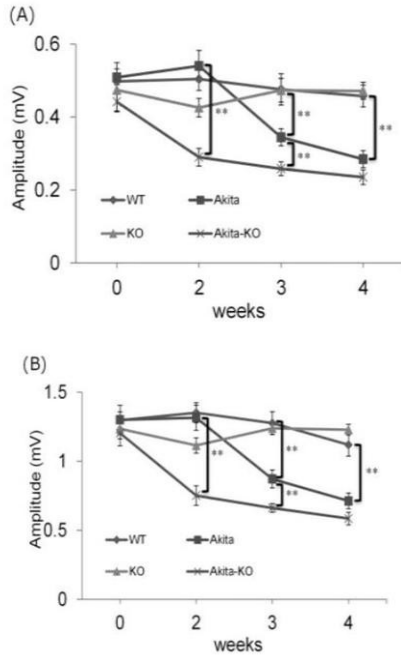 (A)
0.6
0.4
0.2
0
Amplitude (mV)
**
**
**
**
WT
Akita
KO
Akita-KO
0
2
3
4
weeks
(B)
1.5
1
0.5
0
Amplitude (mV)
**
**
**
**
WT
Akita
KO
Akita-KO
0
2
3
4
weeks